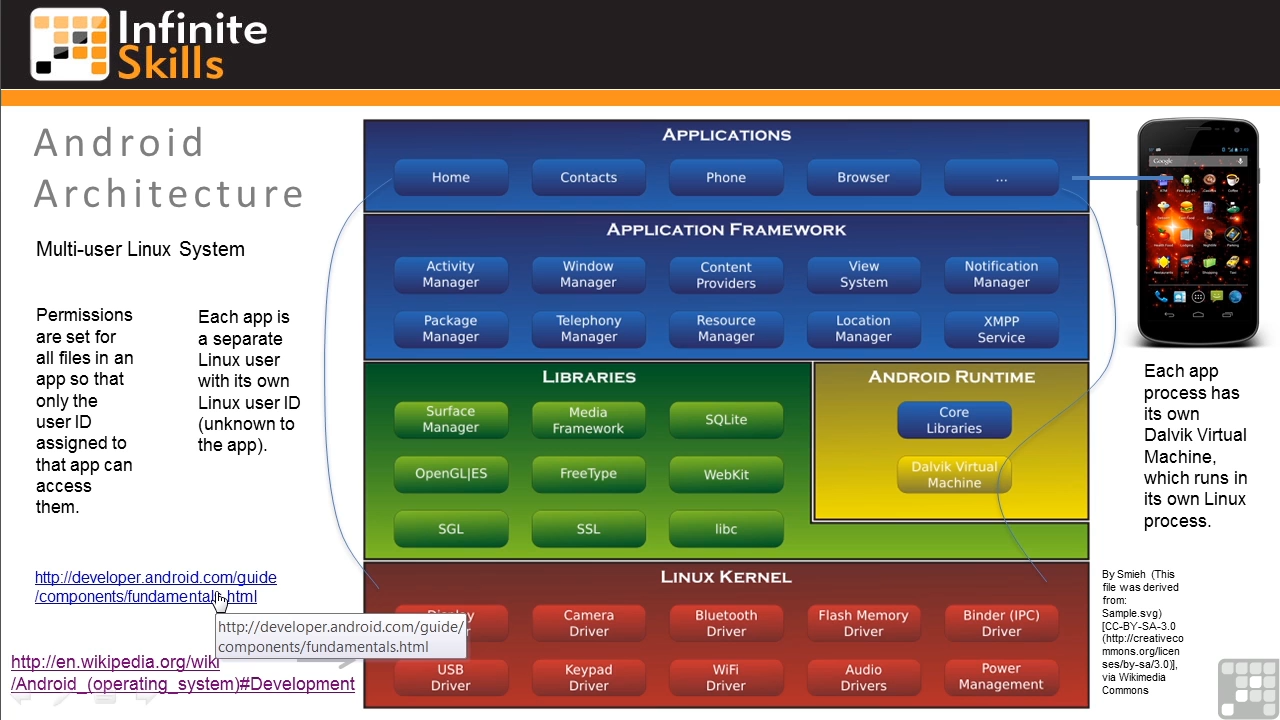 Infinite
Skills
Android
Architecture
Multi-user Linux System
Permissions
are set for
all files in an
app so that
only the
user ID
assigned to
that app can
access
them.
Each app is
a separate
Linux user
with its own
Linux user ID
(unknown to
the app).
http://developer.android.com/guide
/components/fundamentals.html
http://developer.android.com/guide/
components/fundamentals.html
http://en.wikipedia.org/wiki
/Android_(operating_system)#Development
APPLICATIONS
Home
Contacts
Phone
Browser
...
APPLICATION FRAMEWORK
Activity
Manager
Window
Manager
Content
Providers
View
System
Notification
Manager
Package
Manager
Telephony
Manager
Resource
Manager
Location
Manager
XMPP
Service
LIBRARIES
Surface
Manager
Media
Framework
SQLite
OpenGL|ES
FreeType
WebKit
SGL
SSL
libc
ANDROID RUNTIME
Core
Libraries
Dalvik Virtual
Machine
LINUX KERNEL
Display
Camera
Driver
Bluetooth
Driver
Flash Memory
Driver
Binder (IPC)
Driver
USB
Driver
Keypad
Driver
WiFi
Driver
Audio
Drivers
Power
Management
Google
Each app
process has
its own
Dalvik Virtual
Machine,
which runs in
its own Linux
process.
By Smieh (This
file was derived
from:
Sample.svg)
[CC-BY-SA-3.0
(http://creativeco
mmons.org/licen
ses/by-sa/3.0)],
via Wikimedia
Commons